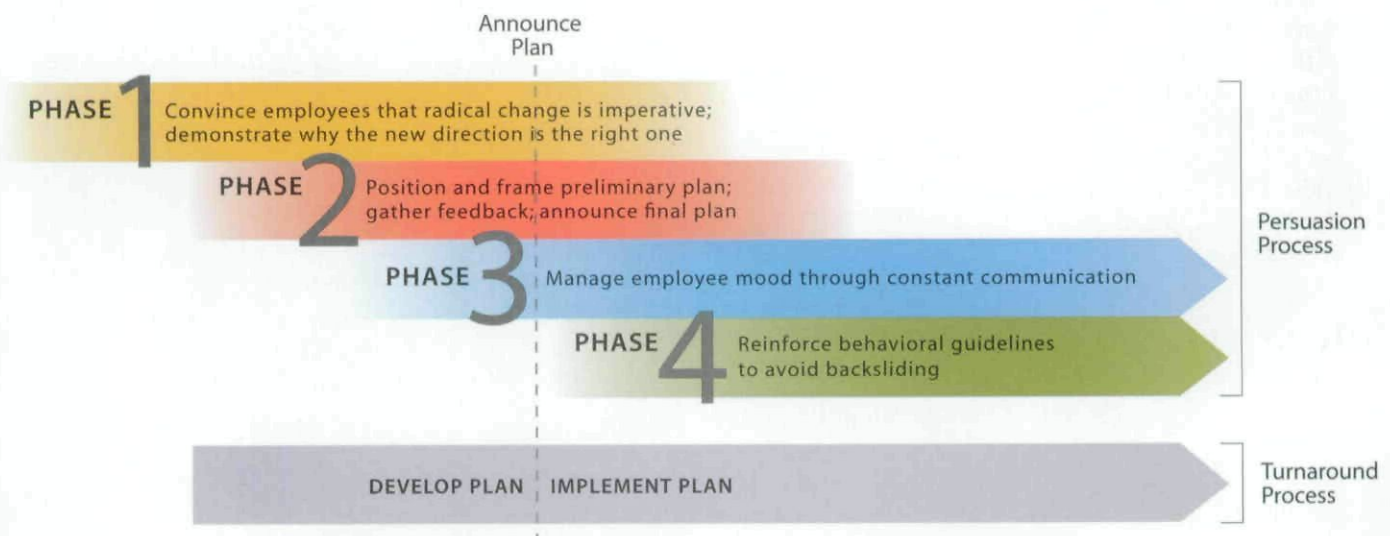 Announce
Plan
PHASE 1
Convince employees that radical change is imperative;
demonstrate why the new direction is the right one
PHASE 2
Position and frame preliminary plan;
gather feedback; announce final plan
PHASE 3
Manage employee mood through constant communication
PHASE 4
Reinforce behavioral guidelines
to avoid backsliding
Persuasion
Process
DEVELOP PLAN
IMPLEMENT PLAN
Turnaround
Process